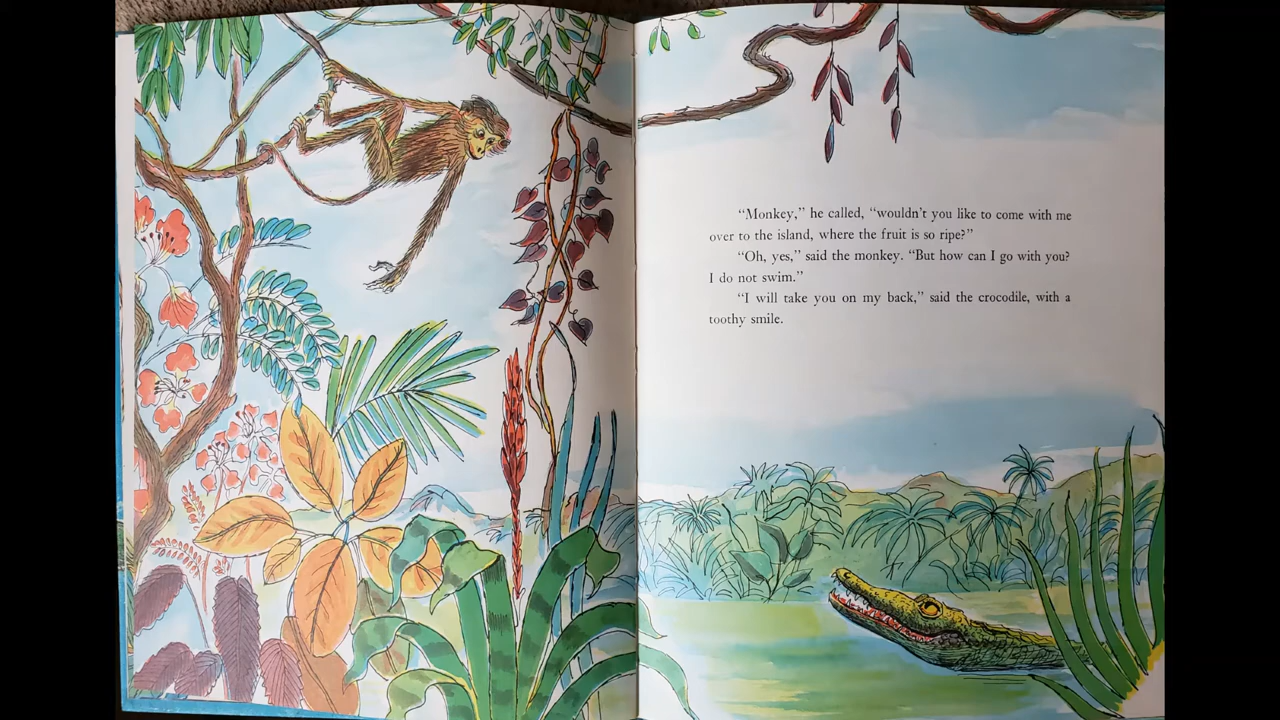 “Monkey,” he called, “wouldn’t you like to come with me
over to the island, where the fruit is so ripe?”
“Oh, yes,” said the monkey. “But how can I go with you?
I do not swim.”
“I will take you on my back,” said the crocodile, with a
toothy smile.